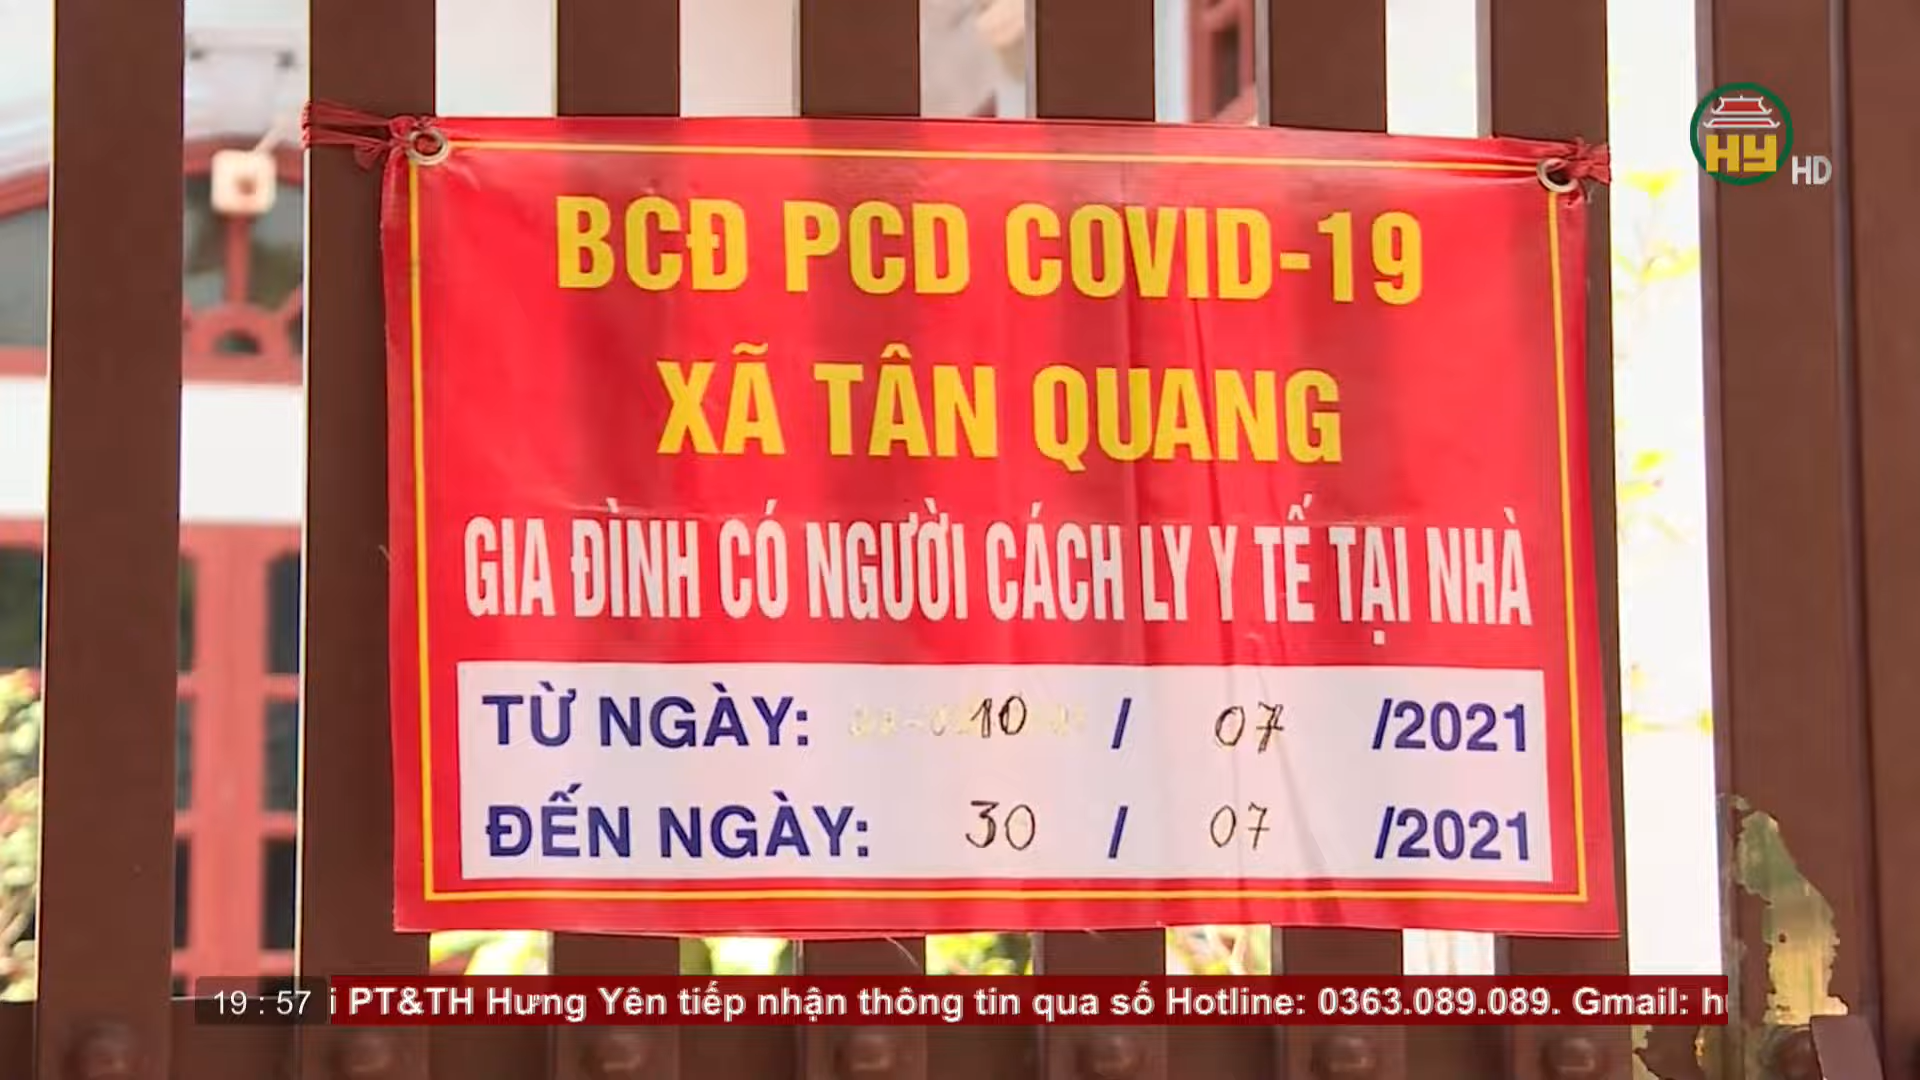 HY HD
BCĐ PCD COVID-19
XÃ TÂN QUANG
GIA ĐÌNH CÓ NGƯỜI CÁCH LY Y TẾ TẠI NHÀ
TỪ NGÀY: 10 / 07 /2021
ĐẾN NGÀY: 30 / 07 /2021
19 : 57 i PT&TH Hưng Yên tiếp nhận thông tin qua số Hotline: 0363.089.089. Gmail: